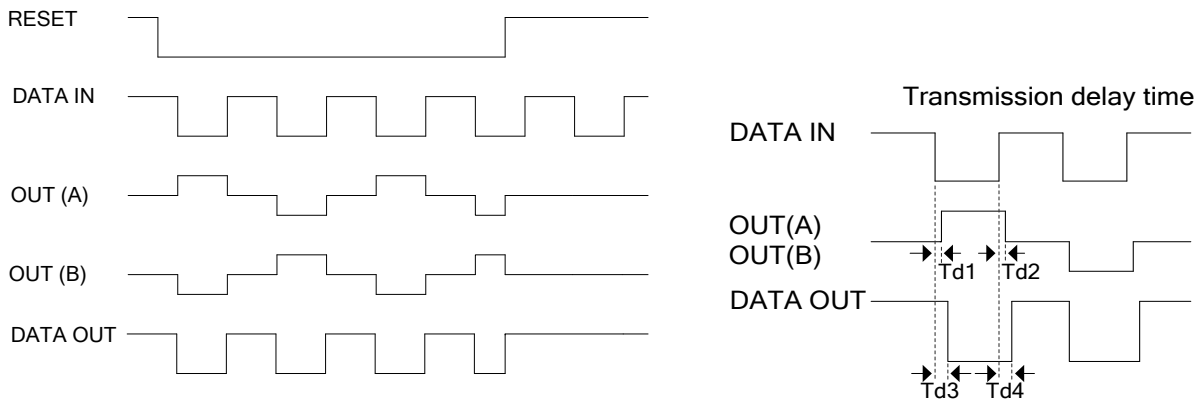 RESET
DATA IN
OUT (A)
OUT (B)
DATA OUT
Transmission delay time
DATA IN
OUT(A)
OUT(B)
Td1 Td2
DATA OUT
Td3 Td4